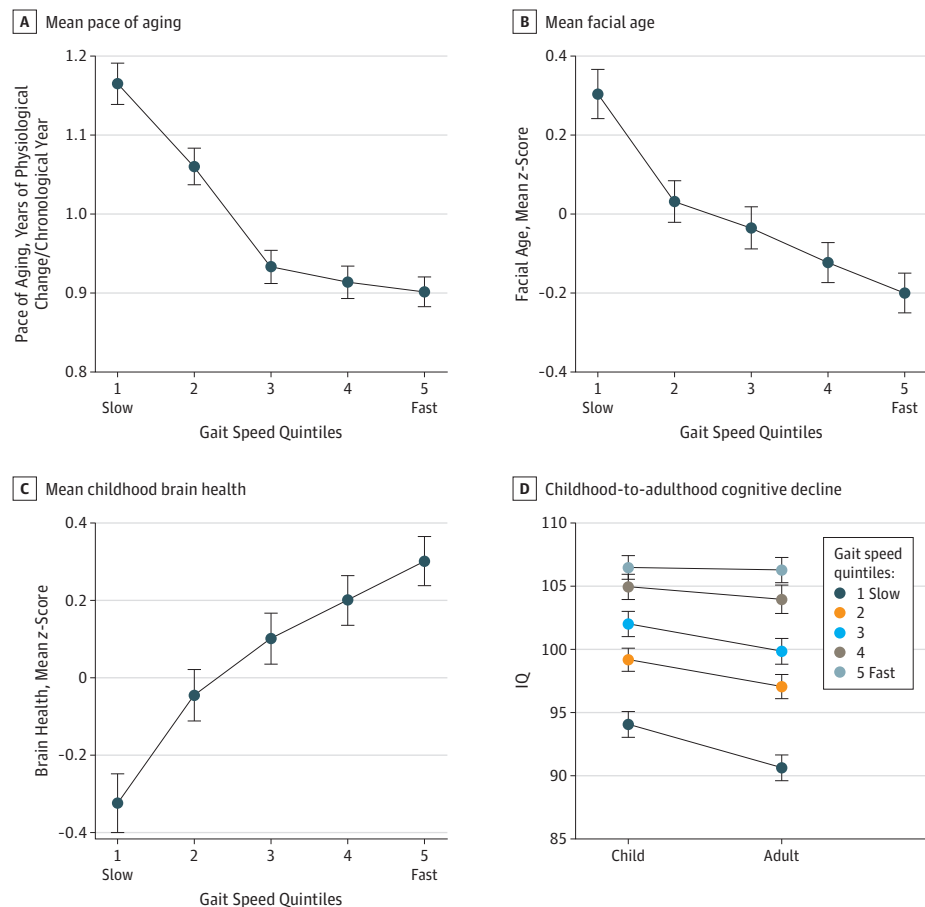 A Mean pace of aging
Pace of Aging, Years of Physiological
Change/Chronological Year
1.2
1.1
1.0
0.9
0.8
1 2 3 4 5
Slow Fast
Gait Speed Quintiles
B Mean facial age
Facial Age, Mean z-Score
0.4
0.2
0
-0.2
-0.4
1 2 3 4 5
Slow Fast
Gait Speed Quintiles
C Mean childhood brain health
Brain Health, Mean z-Score
0.4
0.2
0
-0.2
-0.4
1 2 3 4 5
Slow Fast
Gait Speed Quintiles
D Childhood-to-adulthood cognitive decline
IQ
110
105
100
95
90
85
Child Adult
Gait speed
quintiles:
1 Slow
2
3
4
5 Fast